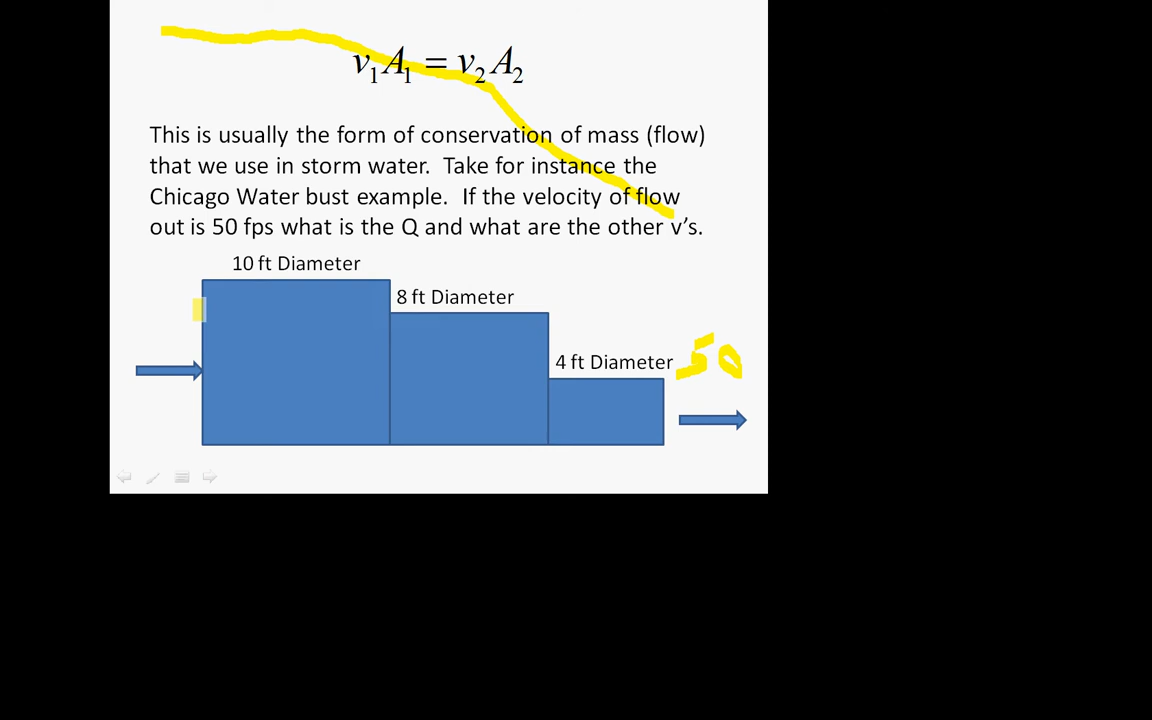 v₁A₁ = v₂A₂
This is usually the form of conservation of mass (flow)
that we use in storm water. Take for instance the
Chicago Water bust example. If the velocity of flow
out is 50 fps what is the Q and what are the other v's.
10 ft Diameter
8 ft Diameter
4 ft Diameter
50